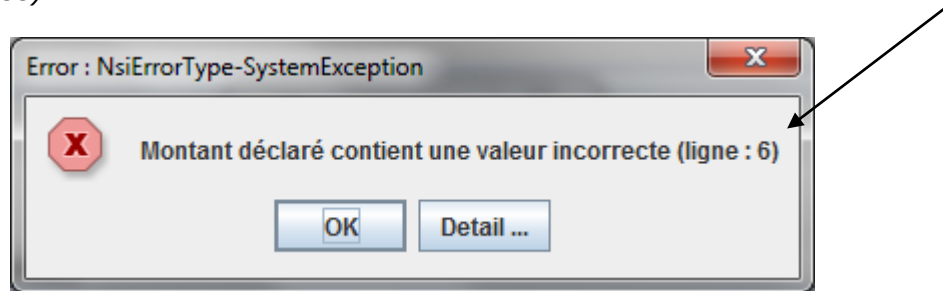 Error : NsiErrorType-SystemException
Montant déclaré contient une valeur incorrecte (ligne : 6)
OK
Detail ...